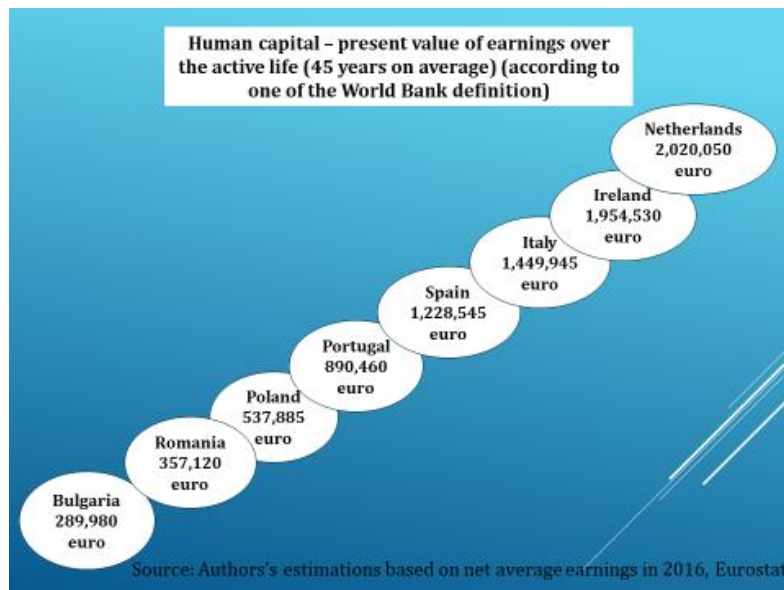 Human capital – present value of earnings over
the active life (45 years on average) (according to
one of the World Bank definition)
Netherlands
2,020,050
euro
Ireland
1,954,530
euro
Italy
1,449,945
euro
Spain
1,228,545
euro
Portugal
890,460
euro
Poland
537,885
euro
Romania
357,120
euro
Bulgaria
289,980
euro
Source: Authors's estimations based on net average earnings in 2016, Eurostat